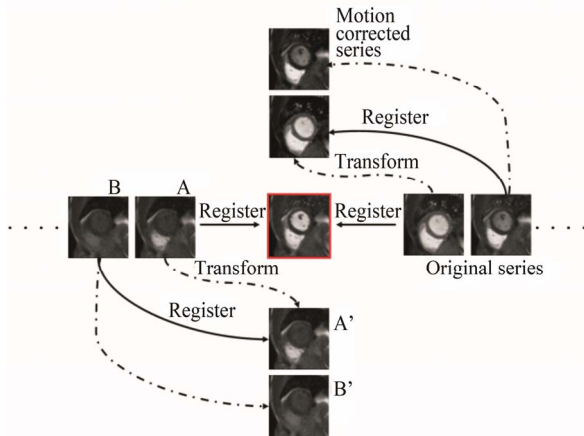 Motion
corrected series
Register
Transform
B
A
Register
Register
Original series
Transform
Register
A'
B'